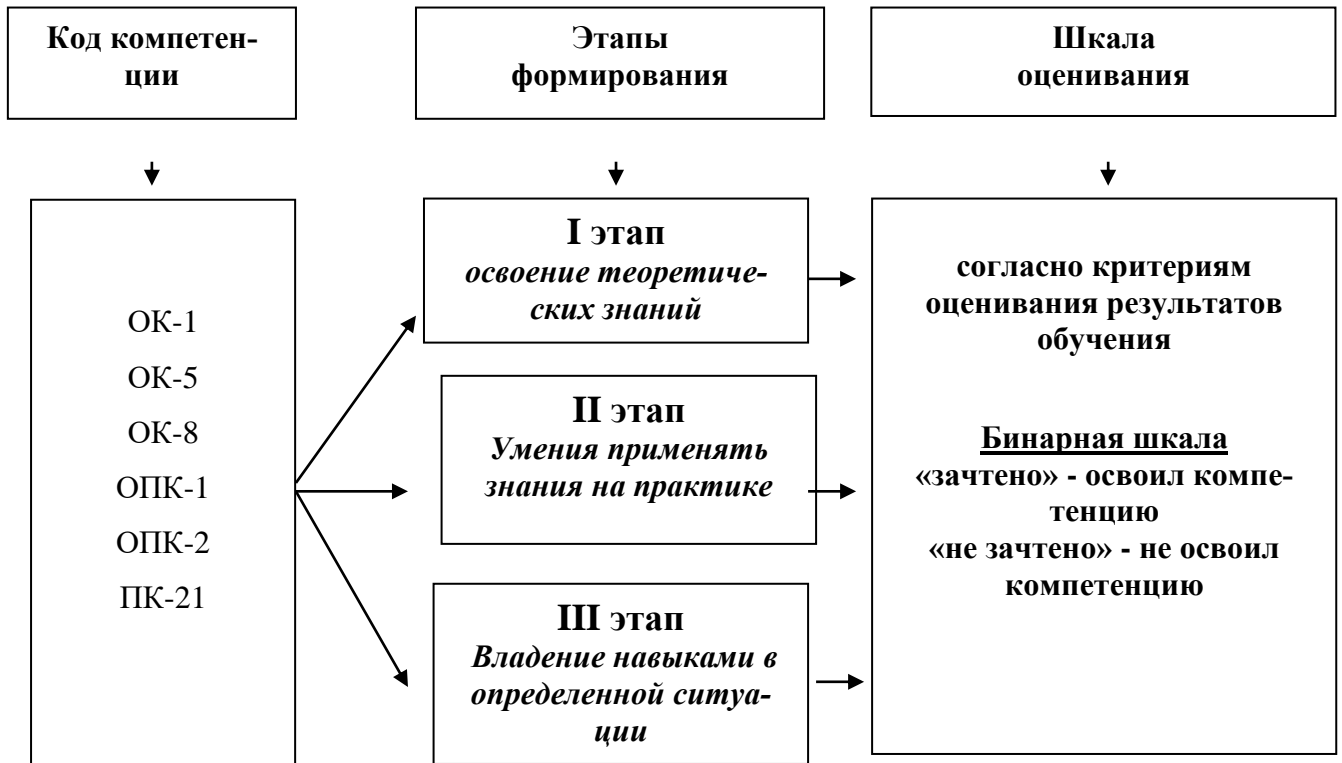 Код компетен-
ции
Этапы
формирования
Шкала
оценивания
ОК-1
ОК-5
ОК-8
ОПК-1
ОПК-2
ПК-21
I этап
освоение теоретиче-
ских знаний
II этап
Умения применять
знания на практике
III этап
Владение навыками в
определенной ситуа-
ции
согласно критериям
оценивания результатов
обучения
Бинарная шкала
«зачтено» - освоил компе-
тенцию
«не зачтено» - не освоил
компетенцию